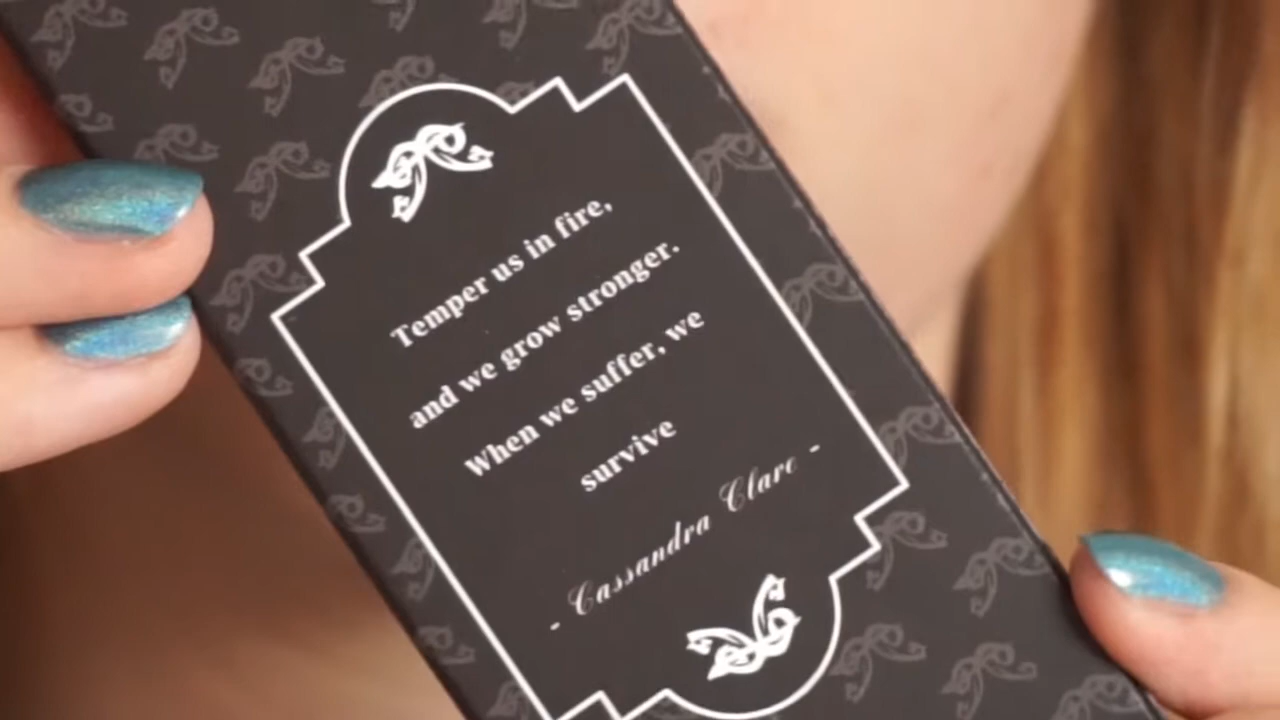 Temper us in fire,
and we grow stronger.
When we suffer, we
survive
- Cassandra Clare -